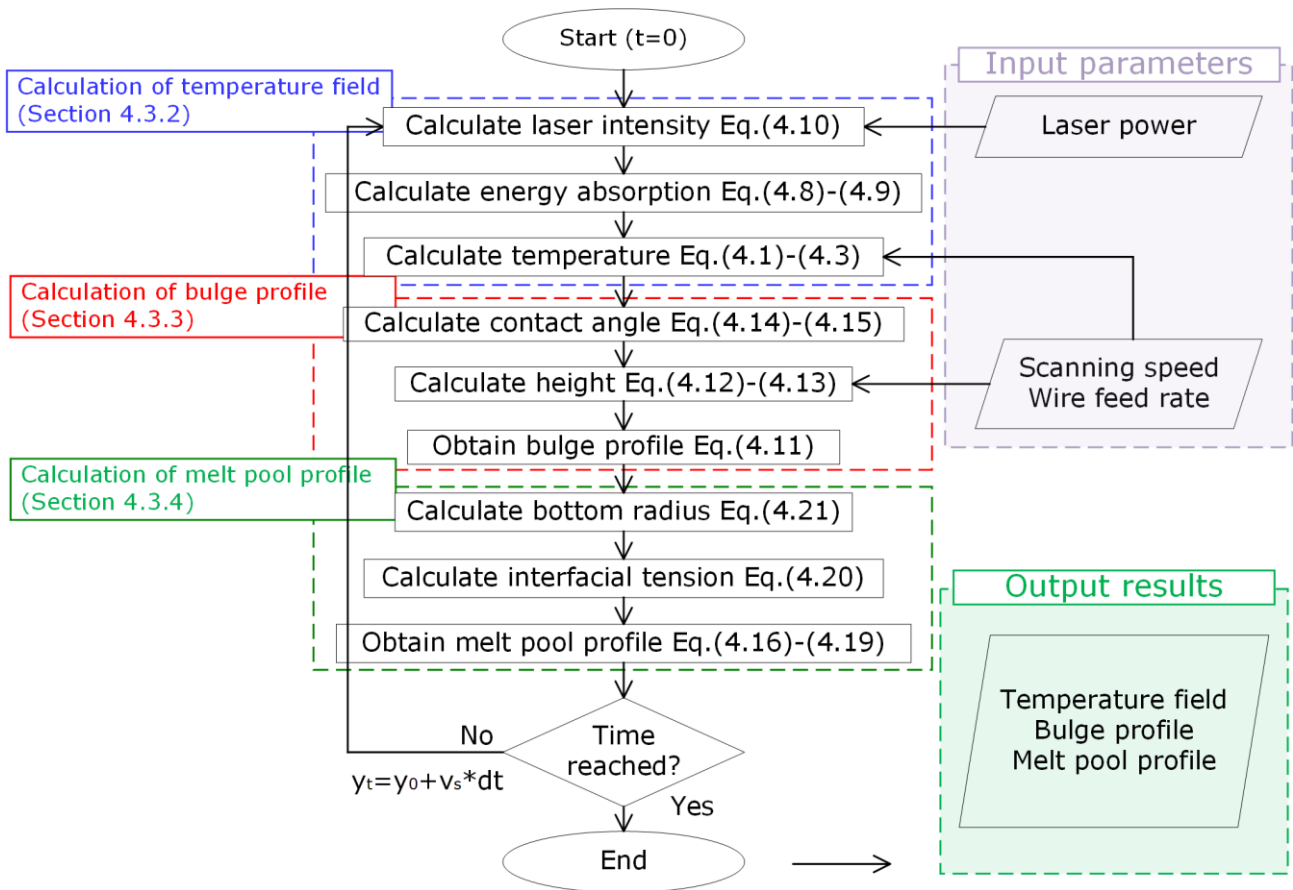 Start (t=0)
Calculation of temperature field
(Section 4.3.2)
Calculate laser intensity Eq.(4.10)
Calculate energy absorption Eq.(4.8)-(4.9)
Calculate temperature Eq.(4.1)-(4.3)
Calculation of bulge profile
(Section 4.3.3)
Calculate contact angle Eq.(4.14)-(4.15)
Calculate height Eq.(4.12)-(4.13)
Obtain bulge profile Eq.(4.11)
Calculation of melt pool profile
(Section 4.3.4)
Calculate bottom radius Eq.(4.21)
Calculate interfacial tension Eq.(4.20)
Obtain melt pool profile Eq.(4.16)-(4.19)
Time
reached?
No
yₜ=y₀+vₛ*dt
Yes
End
Input parameters
Laser power
Scanning speed
Wire feed rate
Output results
Temperature field
Bulge profile
Melt pool profile